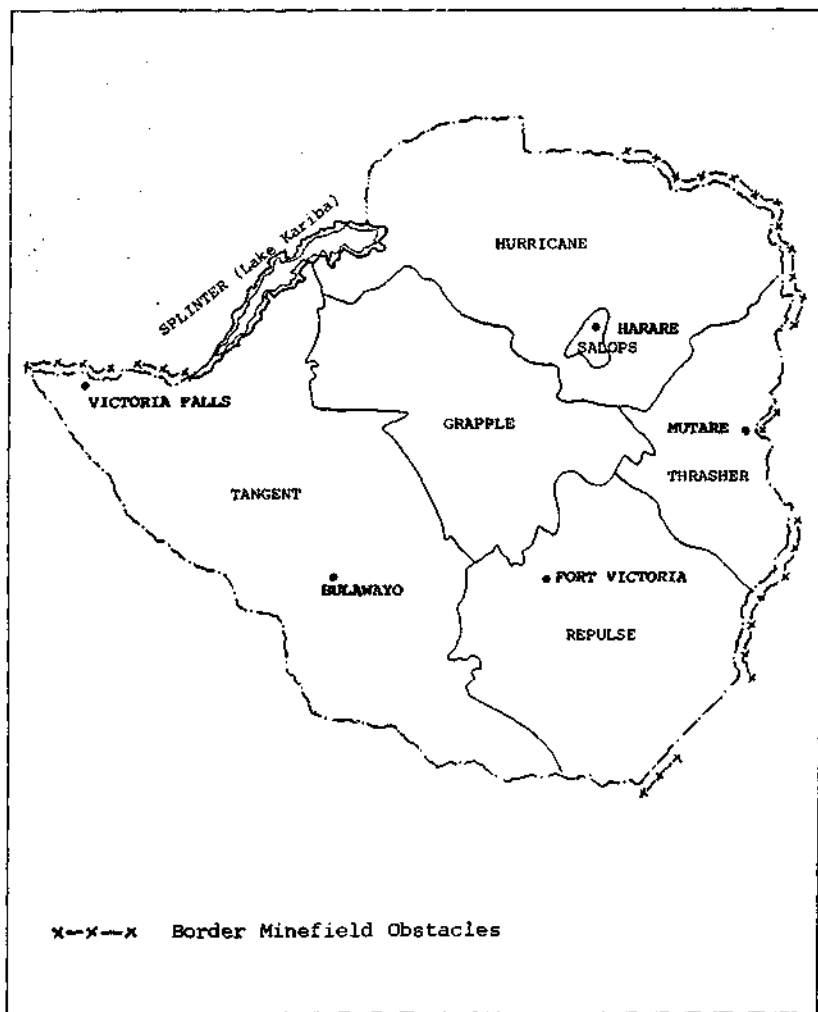 SPLINTER (Lake Kariba)
HURRICANE
HARARE
SALOPS
VICTORIA FALLS
GRAPPLE
MUTARE
THRASHER
TANGENT
BULAWAYO
FORT VICTORIA
REPULSE
x--x--x Border Minefield Obstacles